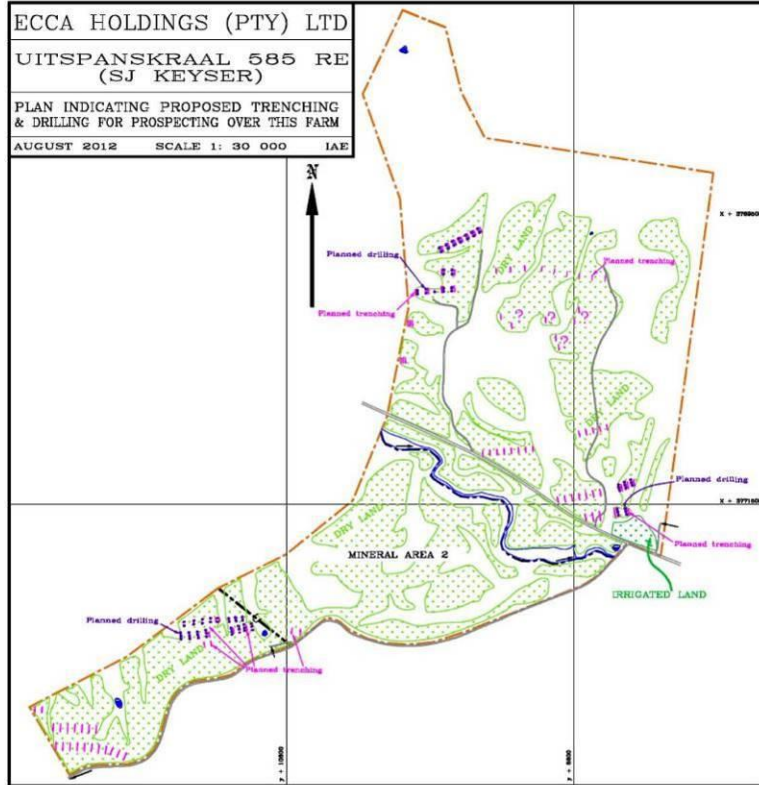 ECCA HOLDINGS (PTY) LTD
UITSPANSKRAAL 585 RE
(SJ KEYSER)
PLAN INDICATING PROPOSED TRENCHING
& DRILLING FOR PROSPECTING OVER THIS FARM
AUGUST 2012 SCALE 1: 30 000 IAE
N
DRY LAND
Planned drilling
Planned trenching
Planned trenching
?
?
?
?
DRY LAND
Planned drilling
DRY LAND
MINERAL AREA 2
Planned trenching
IRRIGATED LAND
Planned drilling
DRY LAND
Planned trenching